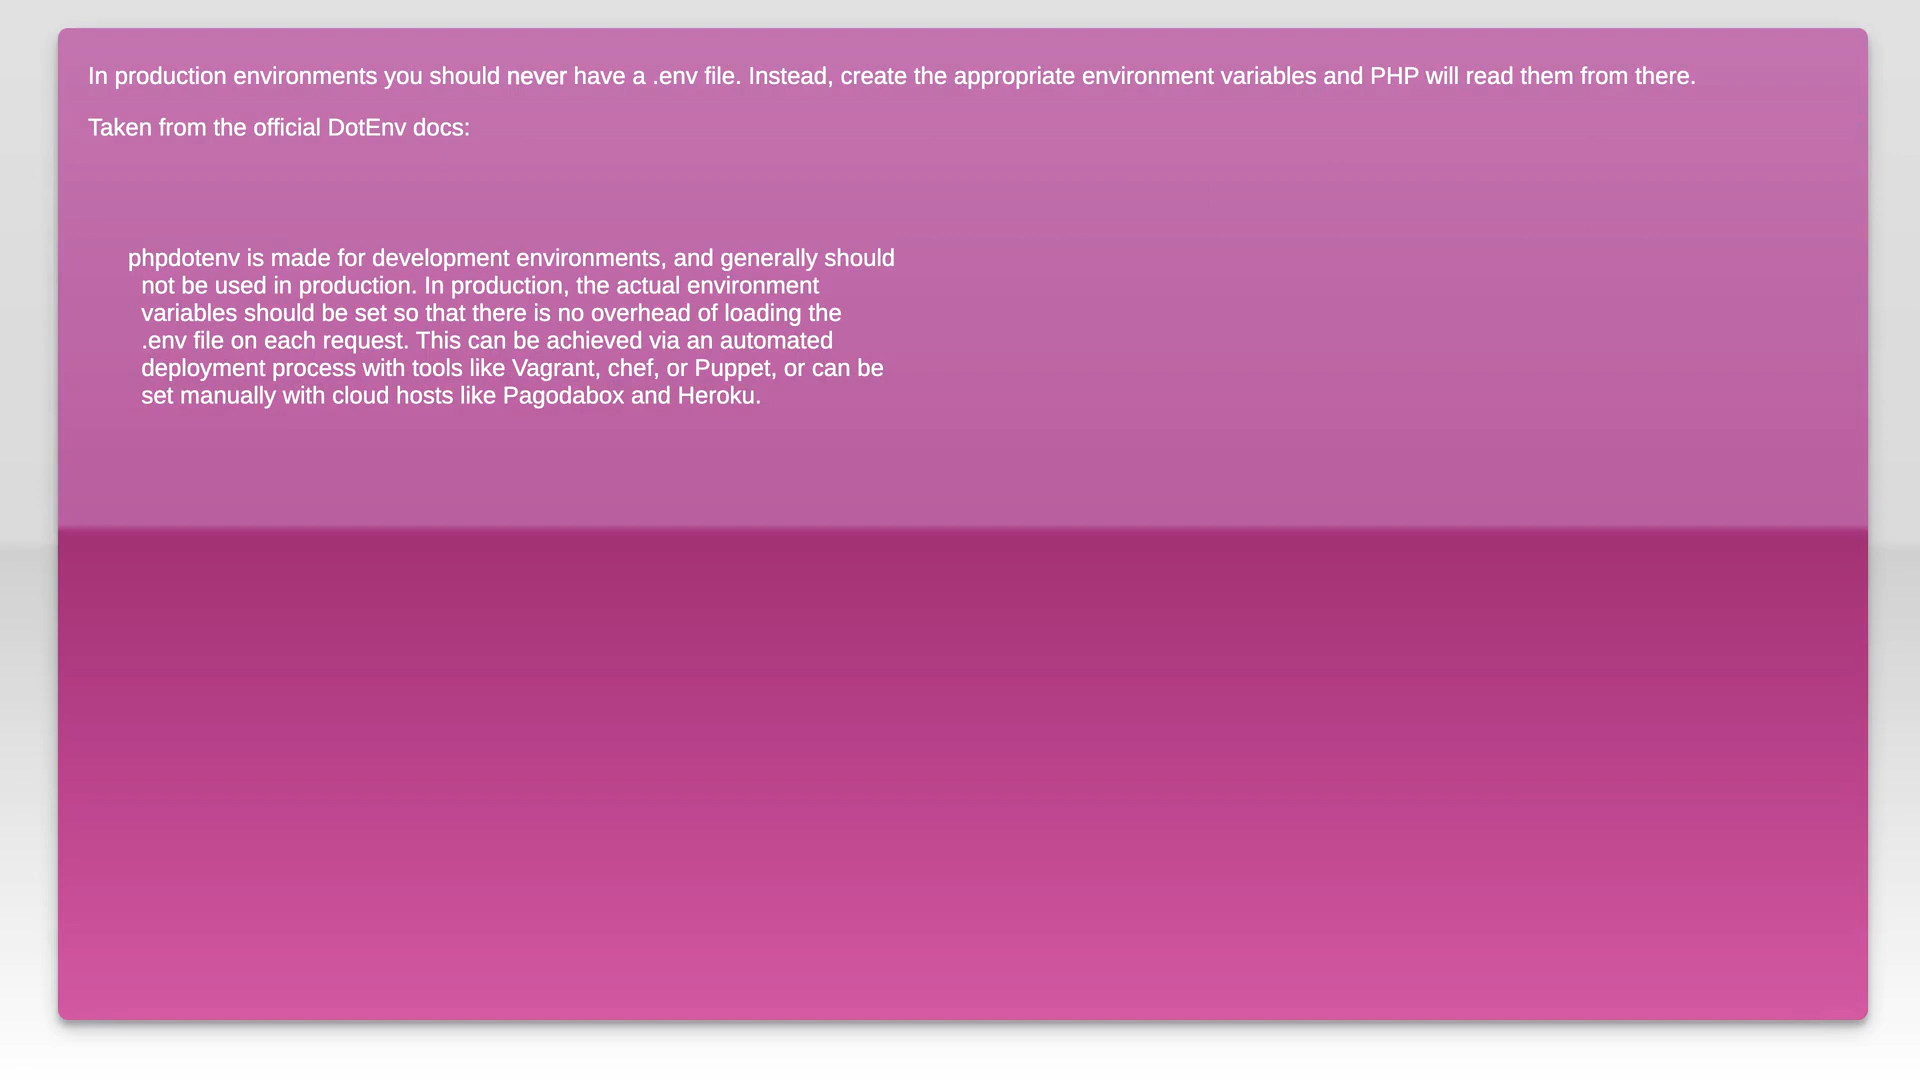 In production environments you should never have a .env file. Instead, create the appropriate environment variables and PHP will read them from there.
Taken from the official DotEnv docs:
phpdotenv is made for development environments, and generally should
not be used in production. In production, the actual environment
variables should be set so that there is no overhead of loading the
.env file on each request. This can be achieved via an automated
deployment process with tools like Vagrant, chef, or Puppet, or can be
set manually with cloud hosts like Pagodabox and Heroku.